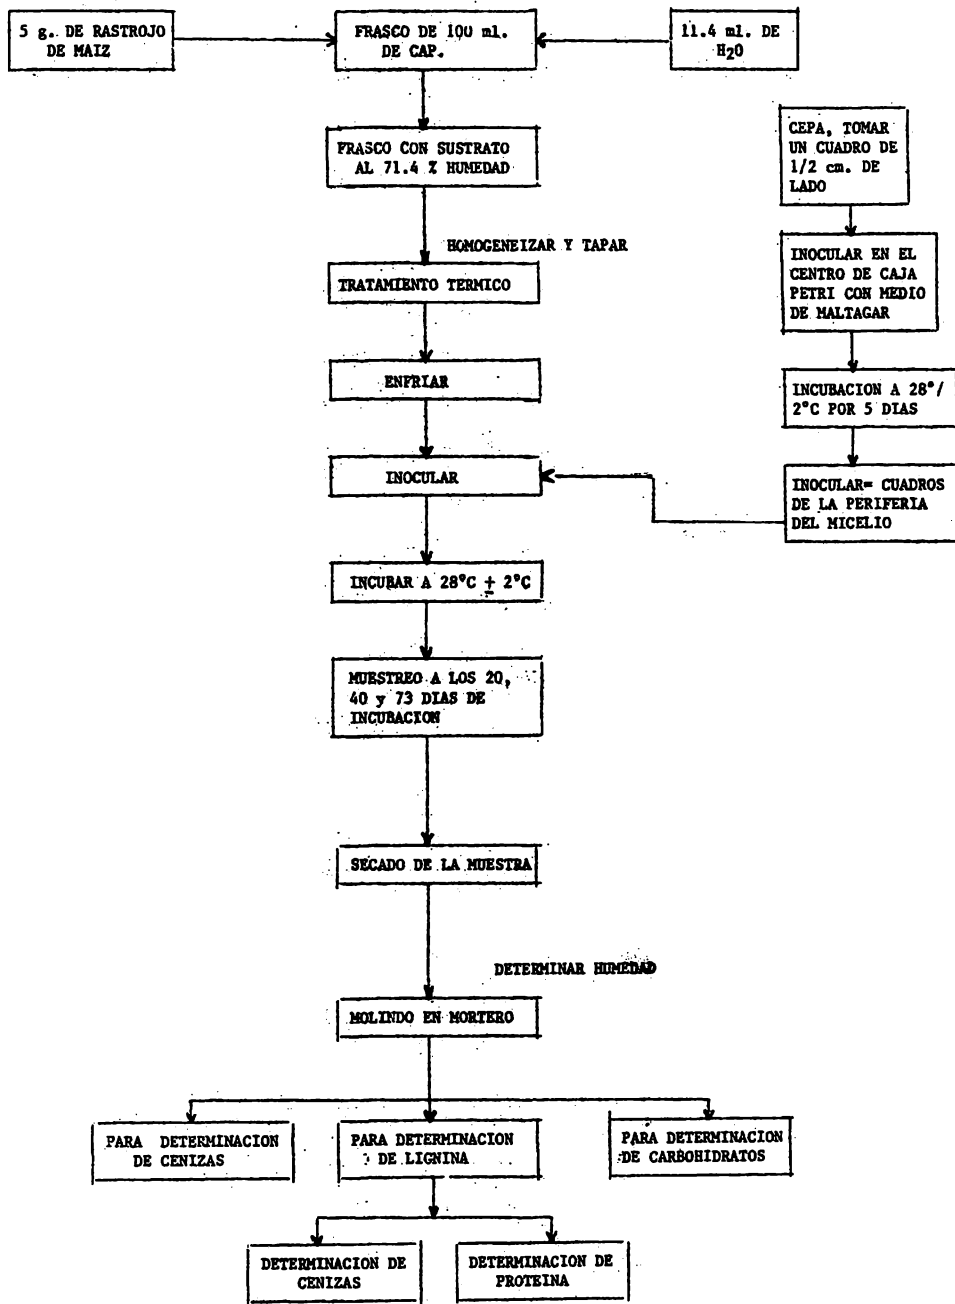 5 g. DE RASTROJO
DE MAIZ
FRASCO DE 100 ml.
DE CAP.
11.4 ml. DE
H2O
FRASCO CON SUSTRATO
AL 71.4 % HUMEDAD
CEPA, TOMAR
UN CUADRO DE
1/2 cm. DE
LADO
HOMOGENEIZAR Y TAPAR
INOCULAR EN EL
CENTRO DE CAJA
PETRI CON MEDIO
DE MALTAGAR
TRATAMIENTO TERMICO
ENFRIAR
INCUBACION A 28°/
2°C POR 5 DIAS
INOCULAR
INOCULAR= CUADROS
DE LA PERIFERIA
DEL MICELIO
INCUBAR A 28°C ± 2°C
MUESTREO A LOS 20,
40 y 73 DIAS DE
INCUBACION
SECADO DE LA MUESTRA
DETERMINAR HUMEDAD
MOLINDO EN MORTERO
PARA DETERMINACION
DE CENIZAS
PARA DETERMINACION
DE LIGNINA
PARA DETERMINACION
DE CARBOHIDRATOS
DETERMINACION DE
CENIZAS
DETERMINACION DE
PROTEINA